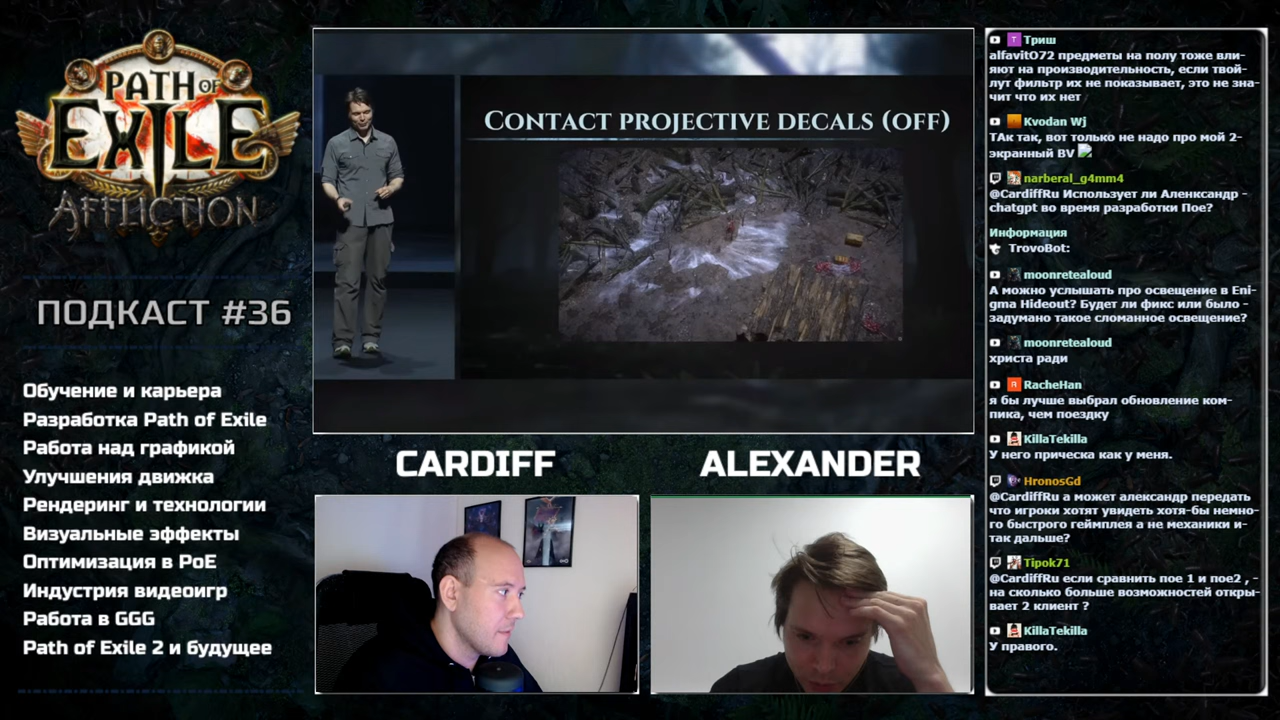 PATH OF
EXILE
AFFLICTION
ПОДКАСТ #36
Обучение и карьера
Разработка Path of Exile
Работа над графикой
Улучшения движка
Рендеринг и технологии
Визуальные эффекты
Оптимизация в PoE
Индустрия видеоигр
Работа в GGG
Path of Exile 2 и будущее
CONTACT PROJECTIVE DECALS (OFF)
CARDIFF
ALEXANDER
Т Триш
alfavitO72 предметы на полу тоже вли-
яют на производительность, если твой-
лут фильтр их не показывает, это не зна-
чит что их нет
Kvodan Wj
ТАк так, вот только не надо про мой 2-
экранный BV
narberal_g4mm4
@CardiffRu Использует ли Аленксандр -
chatgpt во время разработки Пое?
Информация
TrovoBot:
moonretealoud
А можно услышать про освещение в Eni-
gma Hideout? Будет ли фикс или было -
задумано такое сломанное освещение?
moonretealoud
христа ради
R RacheHan
я бы лучше выбрал обновление ком-
пика, чем поездку
KillaTekilla
У него прическа как у меня.
HronosGd
@CardiffRu а может александр передать
что игроки хотят увидеть хотя-бы немно-
го быстрого геймплея а не механики и-
так дальше?
Tipok71
@CardiffRu если сравнить пое 1 и пое2 , -
на сколько больше возможностей откры-
вает 2 клиент ?
KillaTekilla
У правого.